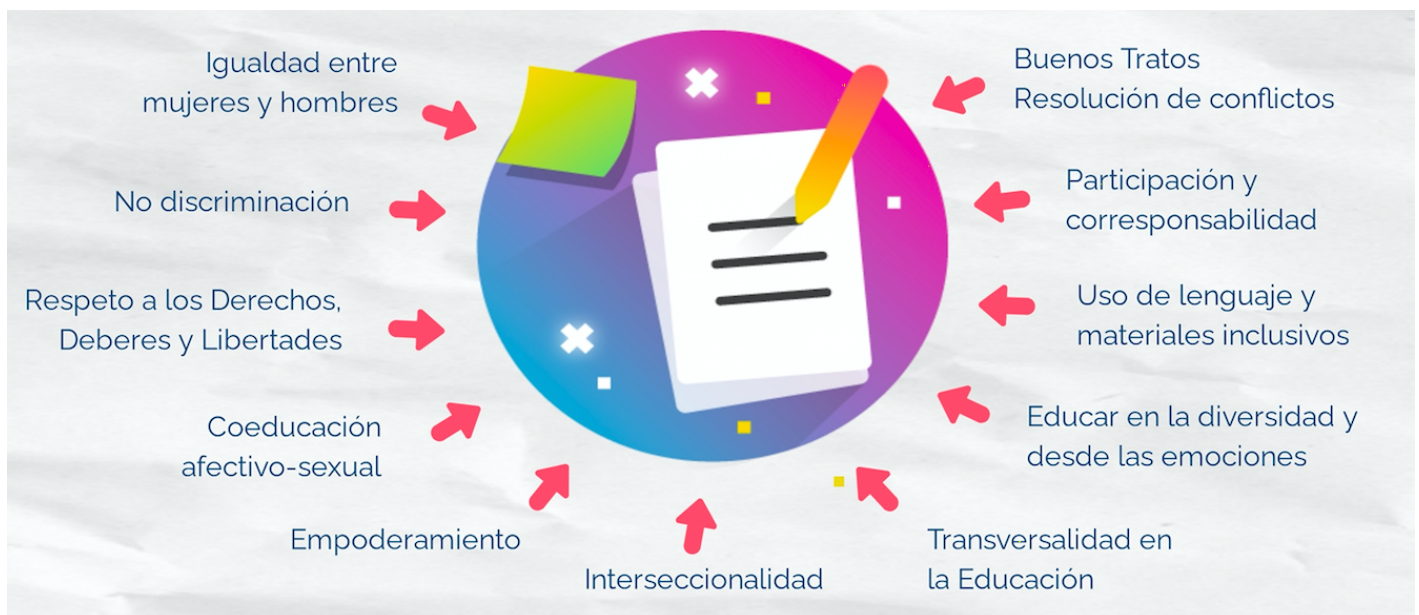 Igualdad entre
mujeres y hombres
No discriminación
Respeto a los Derechos,
Deberes y Libertades
Coeducación
afectivo-sexual
Empoderamiento
Interseccionalidad
Buenos Tratos
Resolución de conflictos
Participación y
corresponsabilidad
Uso de lenguaje y
materiales inclusivos
Educar en la diversidad y
desde las emociones
Transversalidad en
la Educación